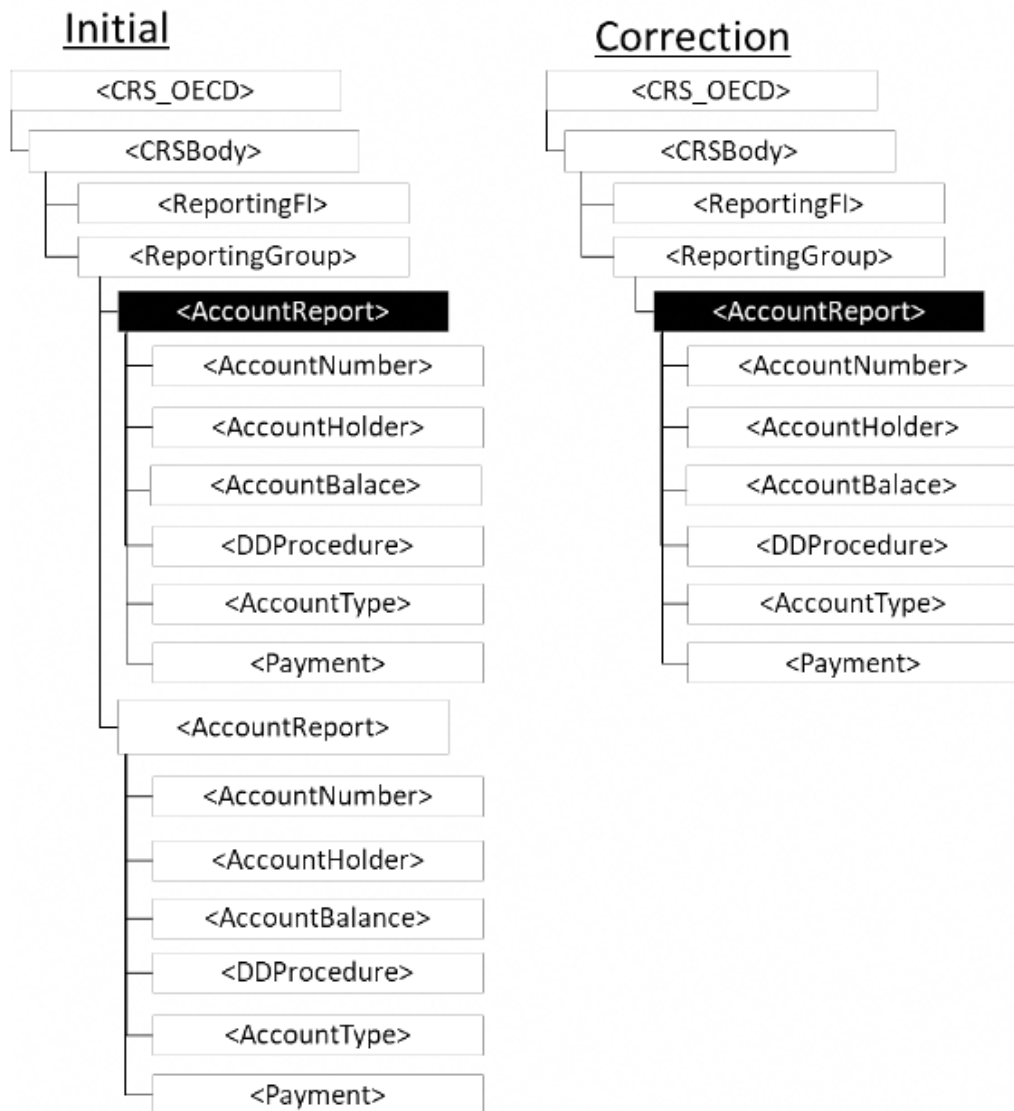 Initial
<CRS_OECD>
<CRSBody>
<ReportingFI>
<ReportingGroup>
<AccountReport>
<AccountNumber>
<AccountHolder>
<AccountBalace>
<DDProcedure>
<AccountType>
<Payment>
<AccountReport>
<AccountNumber>
<AccountHolder>
<AccountBalance>
<DDProcedure>
<AccountType>
<Payment>
Correction
<CRS_OECD>
<CRSBody>
<ReportingFI>
<ReportingGroup>
<AccountReport>
<AccountNumber>
<AccountHolder>
<AccountBalace>
<DDProcedure>
<AccountType>
<Payment>